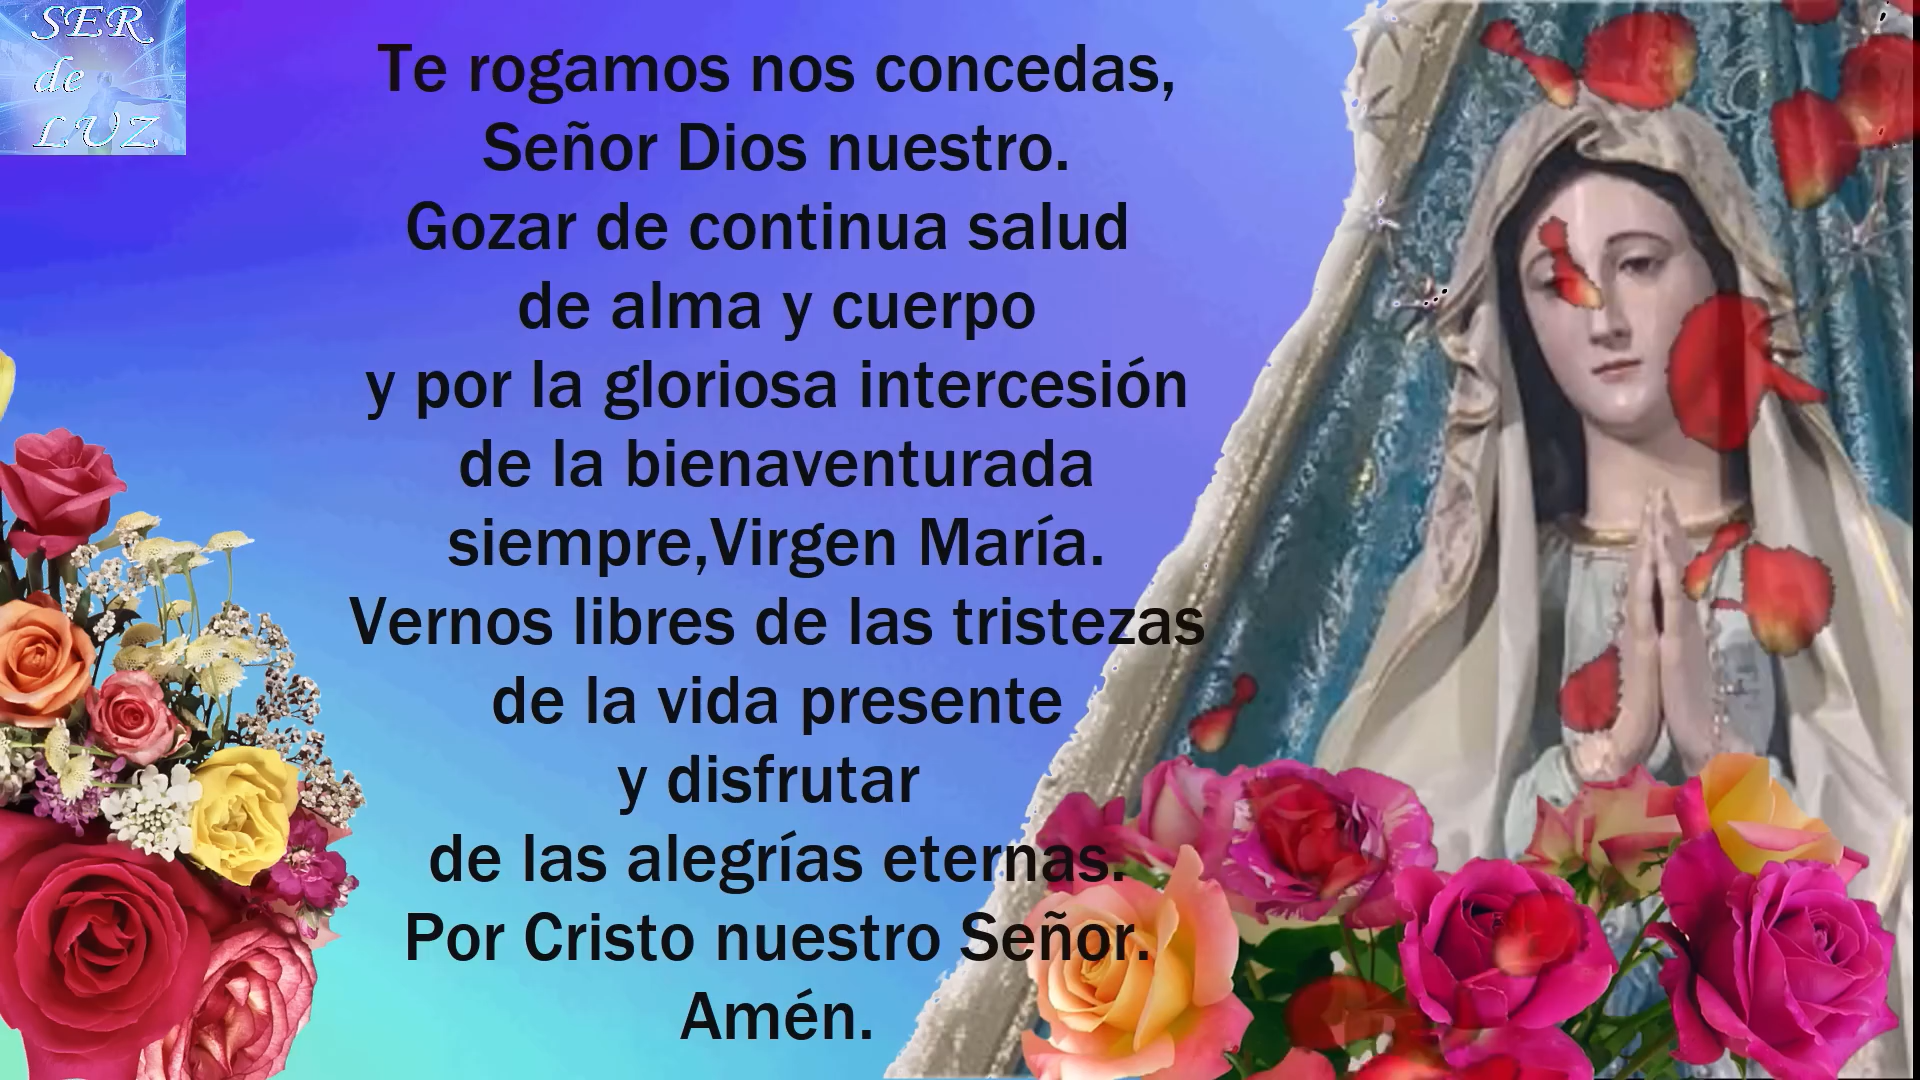 SER
de
LUZ
Te rogamos nos concedas,
Señor Dios nuestro.
Gozar de continua salud
de alma y cuerpo
y por la gloriosa intercesión
de la bienaventurada
siempre,Virgen María.
Vernos libres de las tristezas
de la vida presente
y disfrutar
de las alegrías eternas.
Por Cristo nuestro Señor.
Amén.